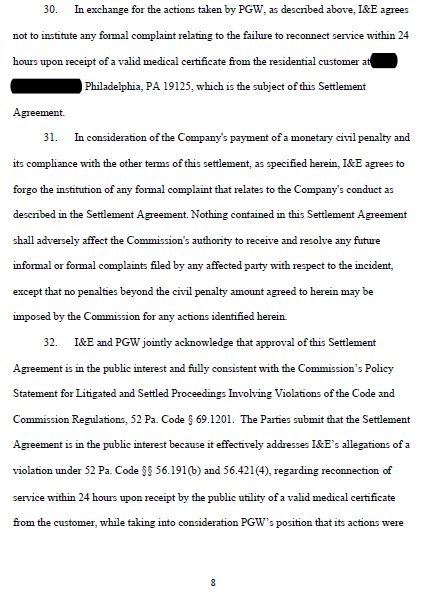 30. In exchange for the actions taken by PGW, as described above, I&E agrees
not to institute any formal complaint relating to the failure to reconnect service within 24
hours upon receipt of a valid medical certificate from the residential customer at
Philadelphia, PA 19125, which is the subject of this Settlement
Agreement.
31. In consideration of the Company's payment of a monetary civil penalty and
its compliance with the other terms of this settlement, as specified herein, I&E agrees to
forgo the institution of any formal complaint that relates to the Company's conduct as
described in the Settlement Agreement. Nothing contained in this Settlement Agreement
shall adversely affect the Commission's authority to receive and resolve any future
informal or formal complaints filed by any affected party with respect to the incident,
except that no penalties beyond the civil penalty amount agreed to herein may be
imposed by the Commission for any actions identified herein.
32. I&E and PGW jointly acknowledge that approval of this Settlement
Agreement is in the public interest and fully consistent with the Commission's Policy
Statement for Litigated and Settled Proceedings Involving Violations of the Code and
Commission Regulations, 52 Pa. Code § 69.1201. The Parties submit that the Settlement
Agreement is in the public interest because it effectively addresses I&E's allegations of a
violation under 52 Pa. Code §§ 56.191(b) and 56.421(4), regarding reconnection of
service within 24 hours upon receipt by the public utility of a valid medical certificate
from the customer, while taking into consideration PGW's position that its actions were
8